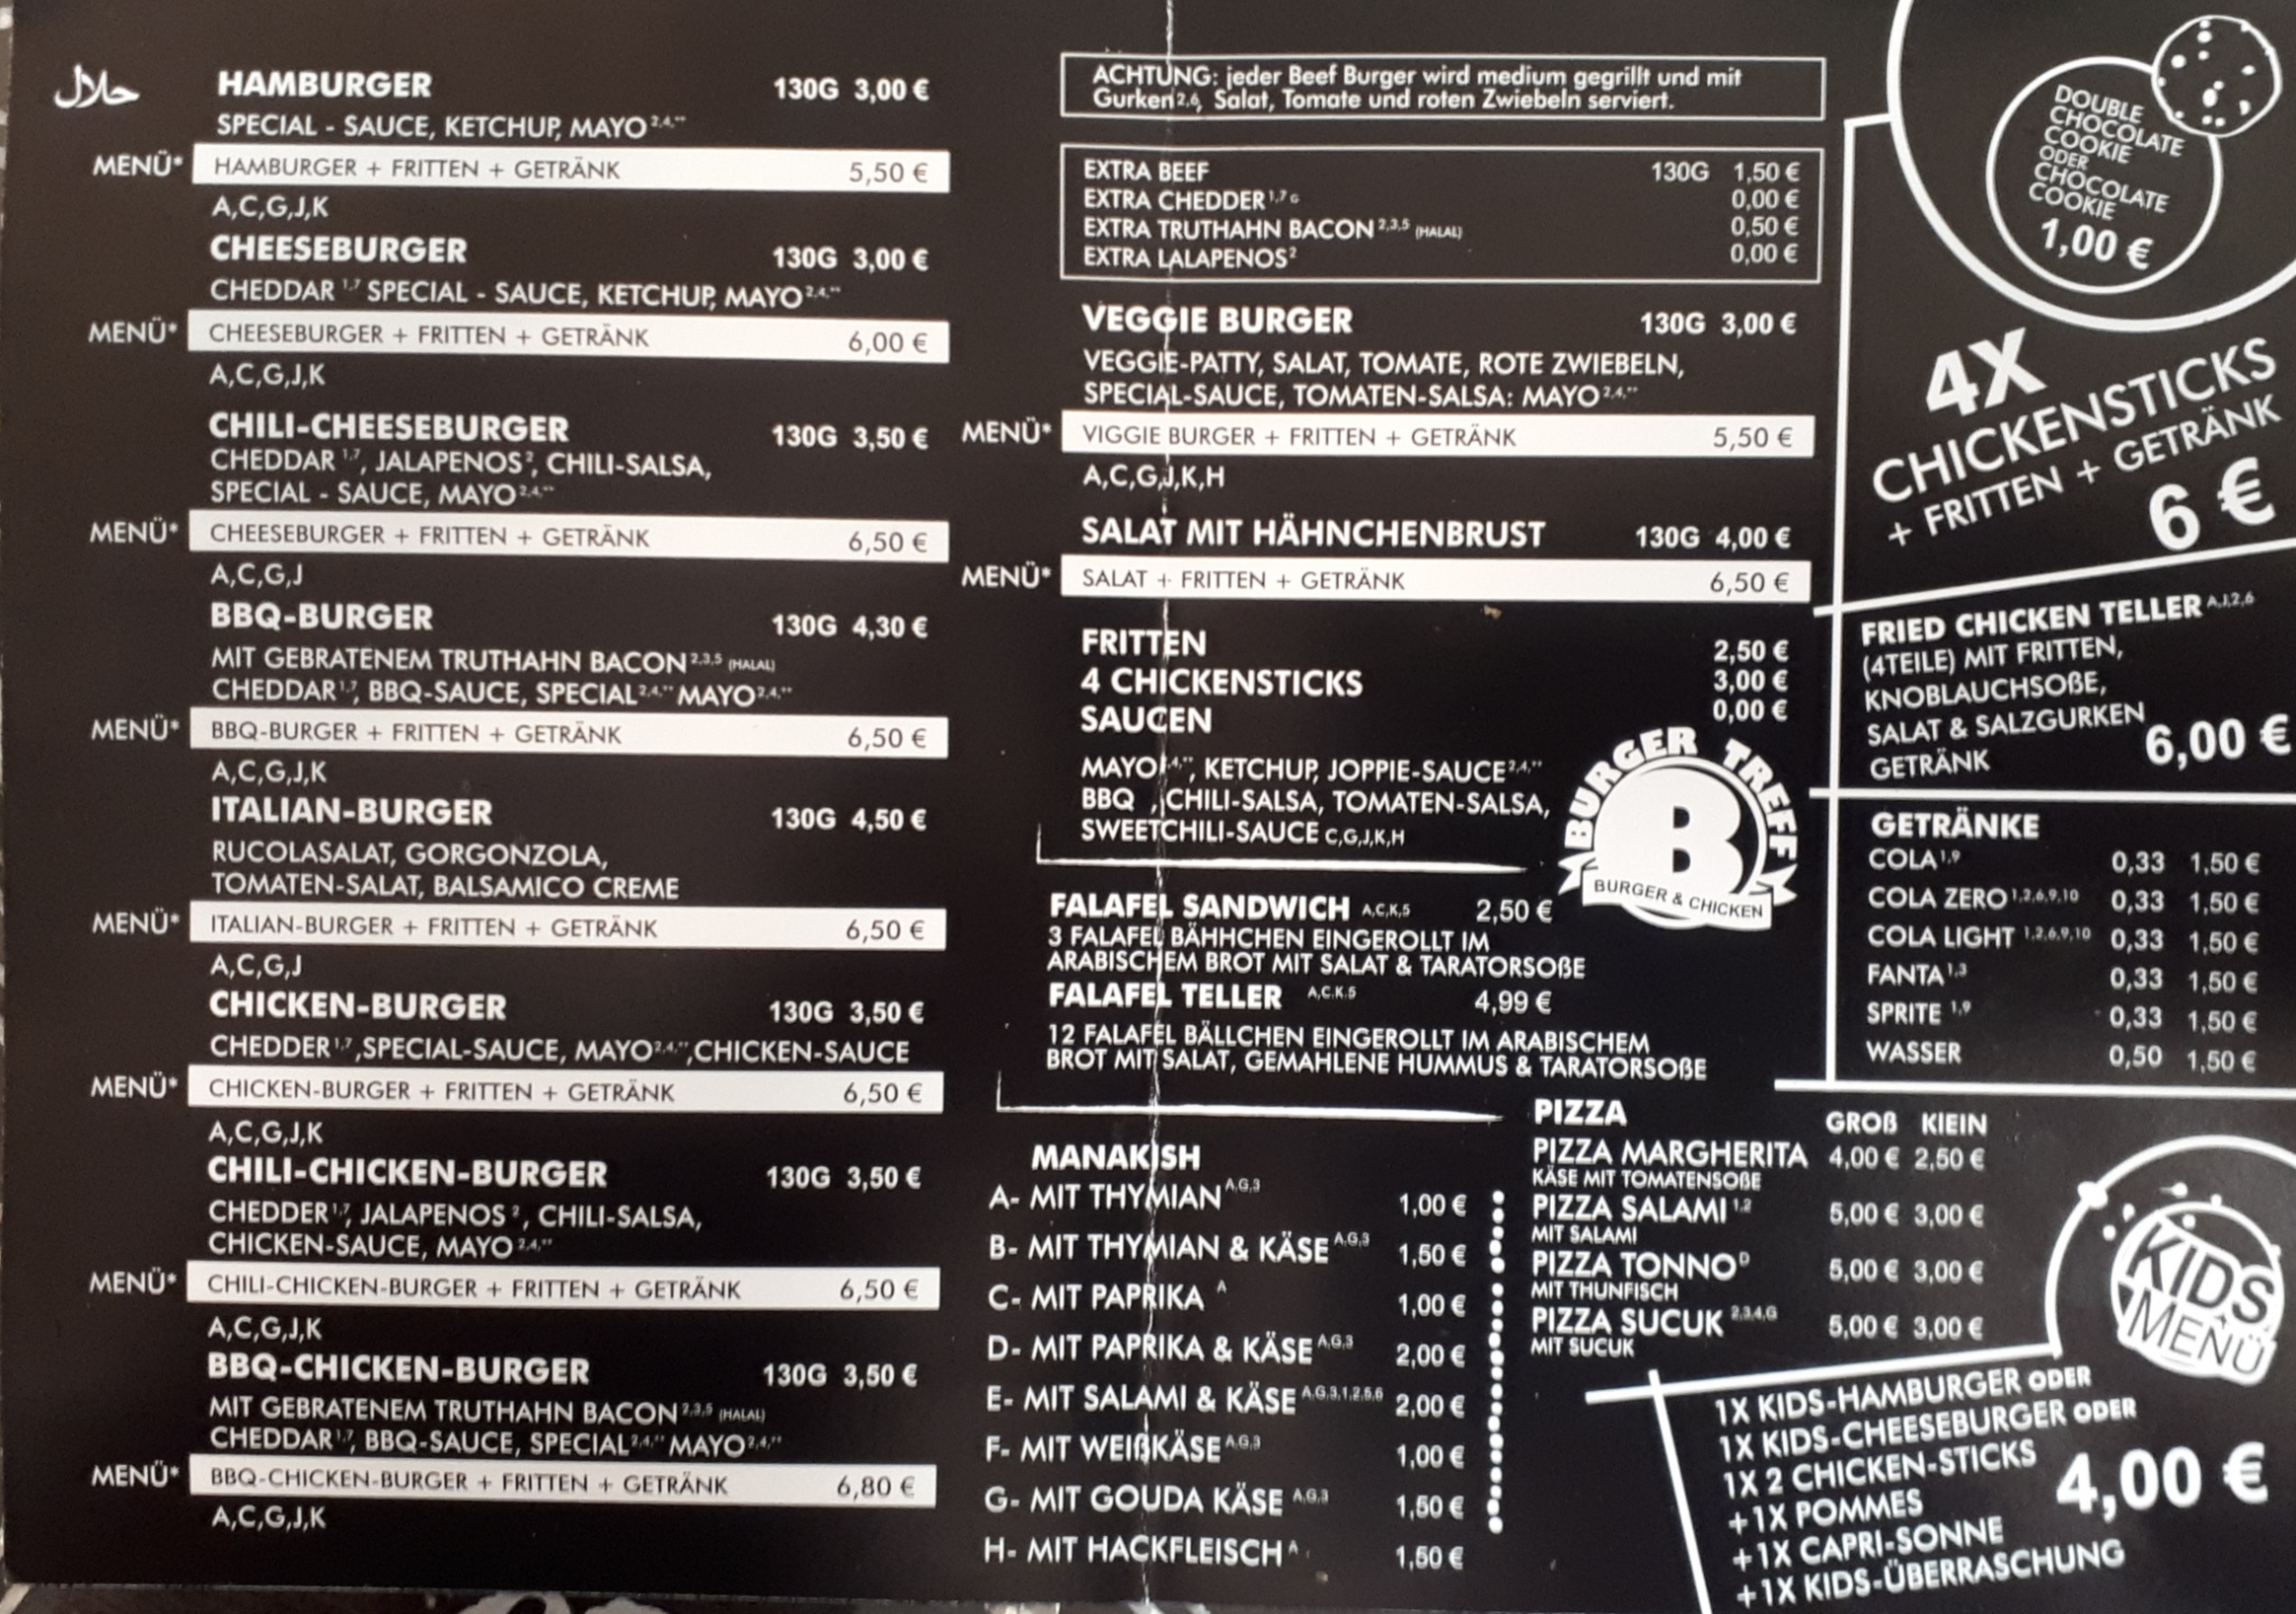 حلال
HAMBURGER 130G 3,00 €
SPECIAL - SAUCE, KETCHUP, MAYO 2,4,**
MENÜ* HAMBURGER + FRITTEN + GETRÄNK 5,50 €
A,C,G,J,K
CHEESEBURGER 130G 3,00 €
CHEDDAR 1,7 SPECIAL - SAUCE, KETCHUP, MAYO 2,4,**
MENÜ* CHEESEBURGER + FRITTEN + GETRÄNK 6,00 €
A,C,G,J,K
CHILI-CHEESEBURGER 130G 3,50 €
CHEDDAR 1,7, JALAPENOS 2, CHILI-SALSA,
SPECIAL - SAUCE, MAYO 2,4,**
MENÜ* CHEESEBURGER + FRITTEN + GETRÄNK 6,50 €
A,C,G,J
BBQ-BURGER 130G 4,30 €
MIT GEBRATENEM TRUTHAHN BACON 2,3,5 (HALAL)
CHEDDAR 1,7, BBQ-SAUCE, SPECIAL 2,4,** MAYO 2,4,**
MENÜ* BBQ-BURGER + FRITTEN + GETRÄNK 6,50 €
A,C,G,J,K
ITALIAN-BURGER 130G 4,50 €
RUCOLASALAT, GORGONZOLA,
TOMATEN-SALAT, BALSAMICO CREME
MENÜ* ITALIAN-BURGER + FRITTEN + GETRÄNK 6,50 €
A,C,G,J
CHICKEN-BURGER 130G 3,50 €
CHEDDER 1,7, SPECIAL-SAUCE, MAYO 2,4,**, CHICKEN-SAUCE
MENÜ* CHICKEN-BURGER + FRITTEN + GETRÄNK 6,50 €
A,C,G,J,K
CHILI-CHICKEN-BURGER 130G 3,50 €
CHEDDER 1,7, JALAPENOS 2, CHILI-SALSA,
CHICKEN-SAUCE, MAYO 2,4,**
MENÜ* CHILI-CHICKEN-BURGER + FRITTEN + GETRÄNK 6,50 €
A,C,G,J,K
BBQ-CHICKEN-BURGER 130G 3,50 €
MIT GEBRATENEM TRUTHAHN BACON 2,3,5 (HALAL)
CHEDDAR 1,7, BBQ-SAUCE, SPECIAL 2,4,** MAYO 2,4,**
MENÜ* BBQ-CHICKEN-BURGER + FRITTEN + GETRÄNK 6,80 €
A,C,G,J,K
ACHTUNG: jeder Beef Burger wird medium gegrillt und mit
Gurken 2,6, Salat, Tomate und roten Zwiebeln serviert.
EXTRA BEEF 130G 1,50 €
EXTRA CHEDDER 1,7 G 0,00 €
EXTRA TRUTHAHN BACON 2,3,5 (HALAL) 0,50 €
EXTRA LALAPENOS 2 0,00 €
VEGGIE BURGER 130G 3,00 €
VEGGIE-PATTY, SALAT, TOMATE, ROTE ZWIEBELN,
SPECIAL-SAUCE, TOMATEN-SALSA: MAYO 2,4,**
MENÜ* VIGGIE BURGER + FRITTEN + GETRÄNK 5,50 €
A,C,G,J,K,H
SALAT MIT HÄHNCHENBRUST 130G 4,00 €
MENÜ* SALAT + FRITTEN + GETRÄNK 6,50 €
FRITTEN 2,50 €
4 CHICKENSTICKS 3,00 €
SAUCEN 0,00 €
MAYO , KETCHUP, JOPPIE-SAUCE 2,4,**
BBQ , CHILI-SALSA, TOMATEN-SALSA,
SWEETCHILI-SAUCE C,G,J,K,H
BURGER TREFF
B
BURGER & CHICKEN
FALAFEL SANDWICH A,C,K,5 2,50 €
3 FALAFEL BÄHHCHEN EINGEROLLT IM
ARABISCHEM BROT MIT SALAT & TARATORSOßE
FALAFEL TELLER A,C,K,5 4,99 €
12 FALAFEL BÄLLCHEN EINGEROLLT IM ARABISCHEM
BROT MIT SALAT, GEMAHLENE HUMMUS & TARATORSOßE
MANAKISH
A- MIT THYMIAN A,G,3 1,00 €
B- MIT THYMIAN & KÄSE A,G,3 1,50 €
C- MIT PAPRIKA A 1,00 €
D- MIT PAPRIKA & KÄSE A,G,3 2,00 €
E- MIT SALAMI & KÄSE A,G,3,1,2,5,6 2,00 €
F- MIT WEIßKÄSE A,G,3 1,00 €
G- MIT GOUDA KÄSE A,G,3 1,50 €
H- MIT HACKFLEISCH A 1,50 €
PIZZA GROß KIEIN
PIZZA MARGHERITA 4,00 € 2,50 €
KÄSE MIT TOMATENSOßE
PIZZA SALAMI 1,2 5,00 € 3,00 €
MIT SALAMI
PIZZA TONNO D 5,00 € 3,00 €
MIT THUNFISCH
PIZZA SUCUK 2,3,4,G 5,00 € 3,00 €
MIT SUCUK
DOUBLE
CHOCOLATE
COOKIE
ODER
CHOCOLATE
COOKIE
1,00 €
4X
CHICKENSTICKS
+ FRITTEN + GETRÄNK
6 €
FRIED CHICKEN TELLER A,J,2,6
(4TEILE) MIT FRITTEN,
KNOBLAUCHSOßE,
SALAT & SALZGURKEN
GETRÄNK 6,00 €
GETRÄNKE
COLA 1,9 0,33 1,50 €
COLA ZERO 1,2,6,9,10 0,33 1,50 €
COLA LIGHT 1,2,6,9,10 0,33 1,50 €
FANTA 1,3 0,33 1,50 €
SPRITE 1,9 0,33 1,50 €
WASSER 0,50 1,50 €
KIDS
MENÜ
1X KIDS-HAMBURGER ODER
1X KIDS-CHEESEBURGER ODER
1X 2 CHICKEN-STICKS
+1X POMMES
+1X CAPRI-SONNE
+1X KIDS-ÜBERRASCHUNG
4,00 €